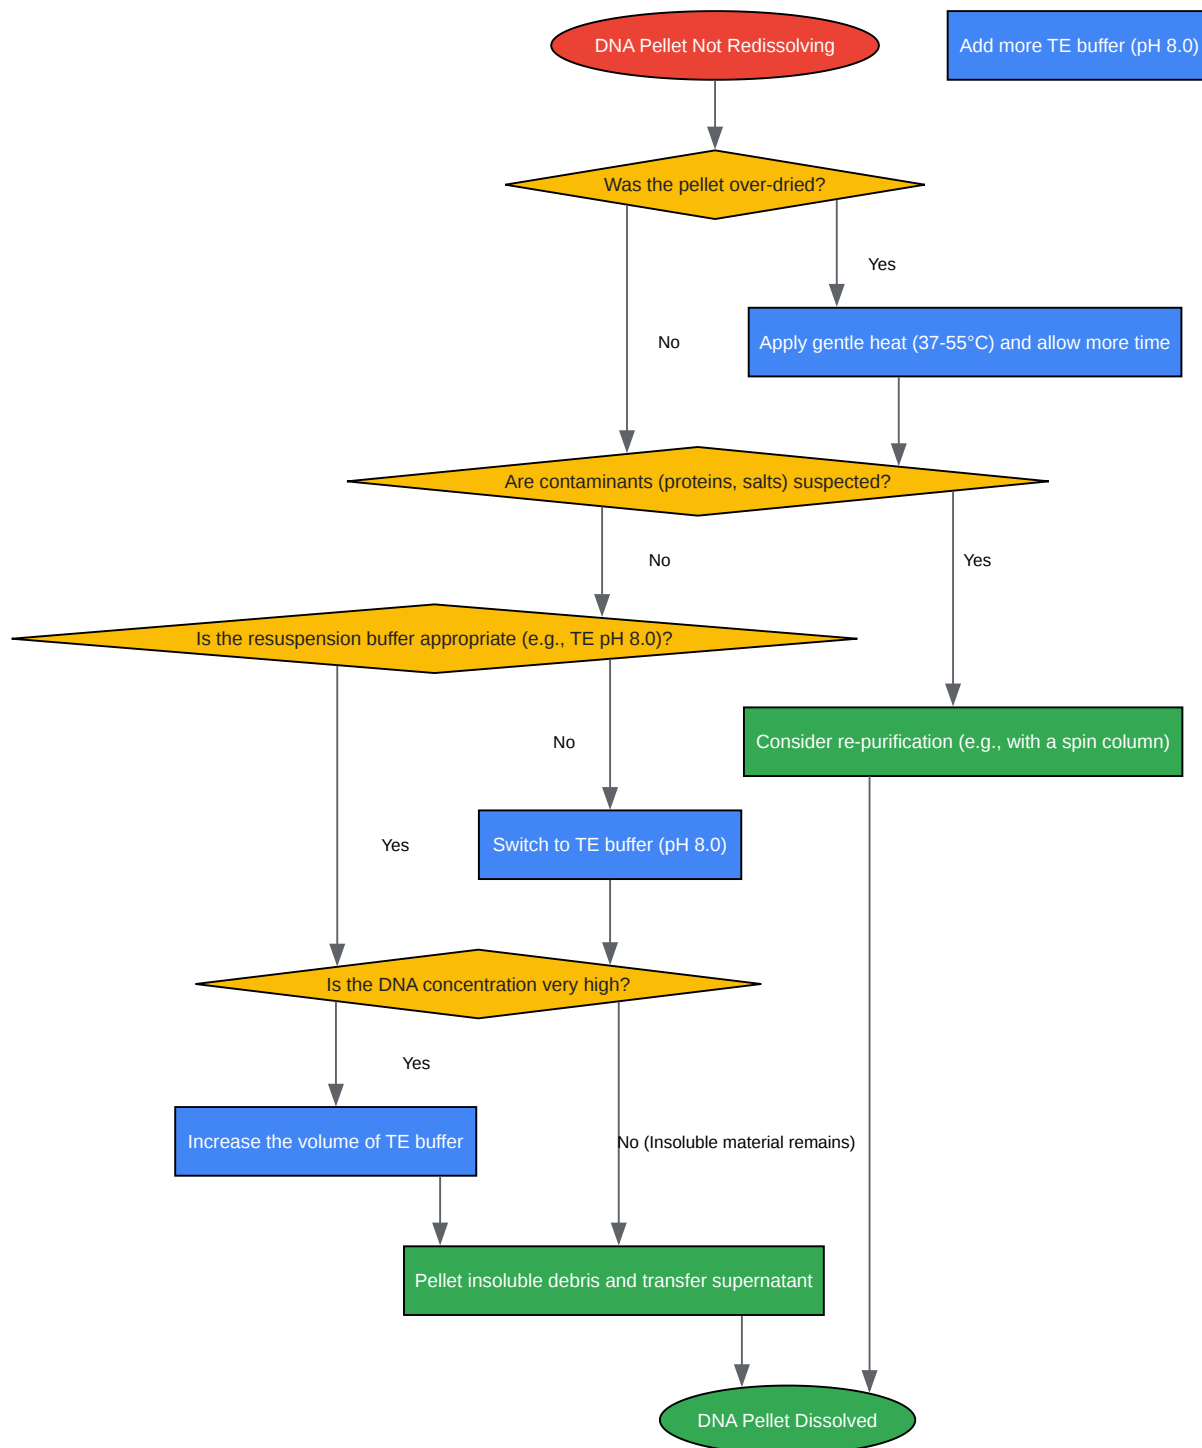 DNA Pellet Not Redissolving
Add more TE buffer (pH 8.0)
Was the pellet over-dried?
Yes
No
Apply gentle heat (37-55°C) and allow more time
Are contaminants (proteins, salts) suspected?
No
Yes
Is the resuspension buffer appropriate (e.g., TE pH 8.0)?
No
Consider re-purification (e.g., with a spin column)
Yes
Switch to TE buffer (pH 8.0)
Is the DNA concentration very high?
Yes
Increase the volume of TE buffer
No (Insoluble material remains)
Pellet insoluble debris and transfer supernatant
DNA Pellet Dissolved